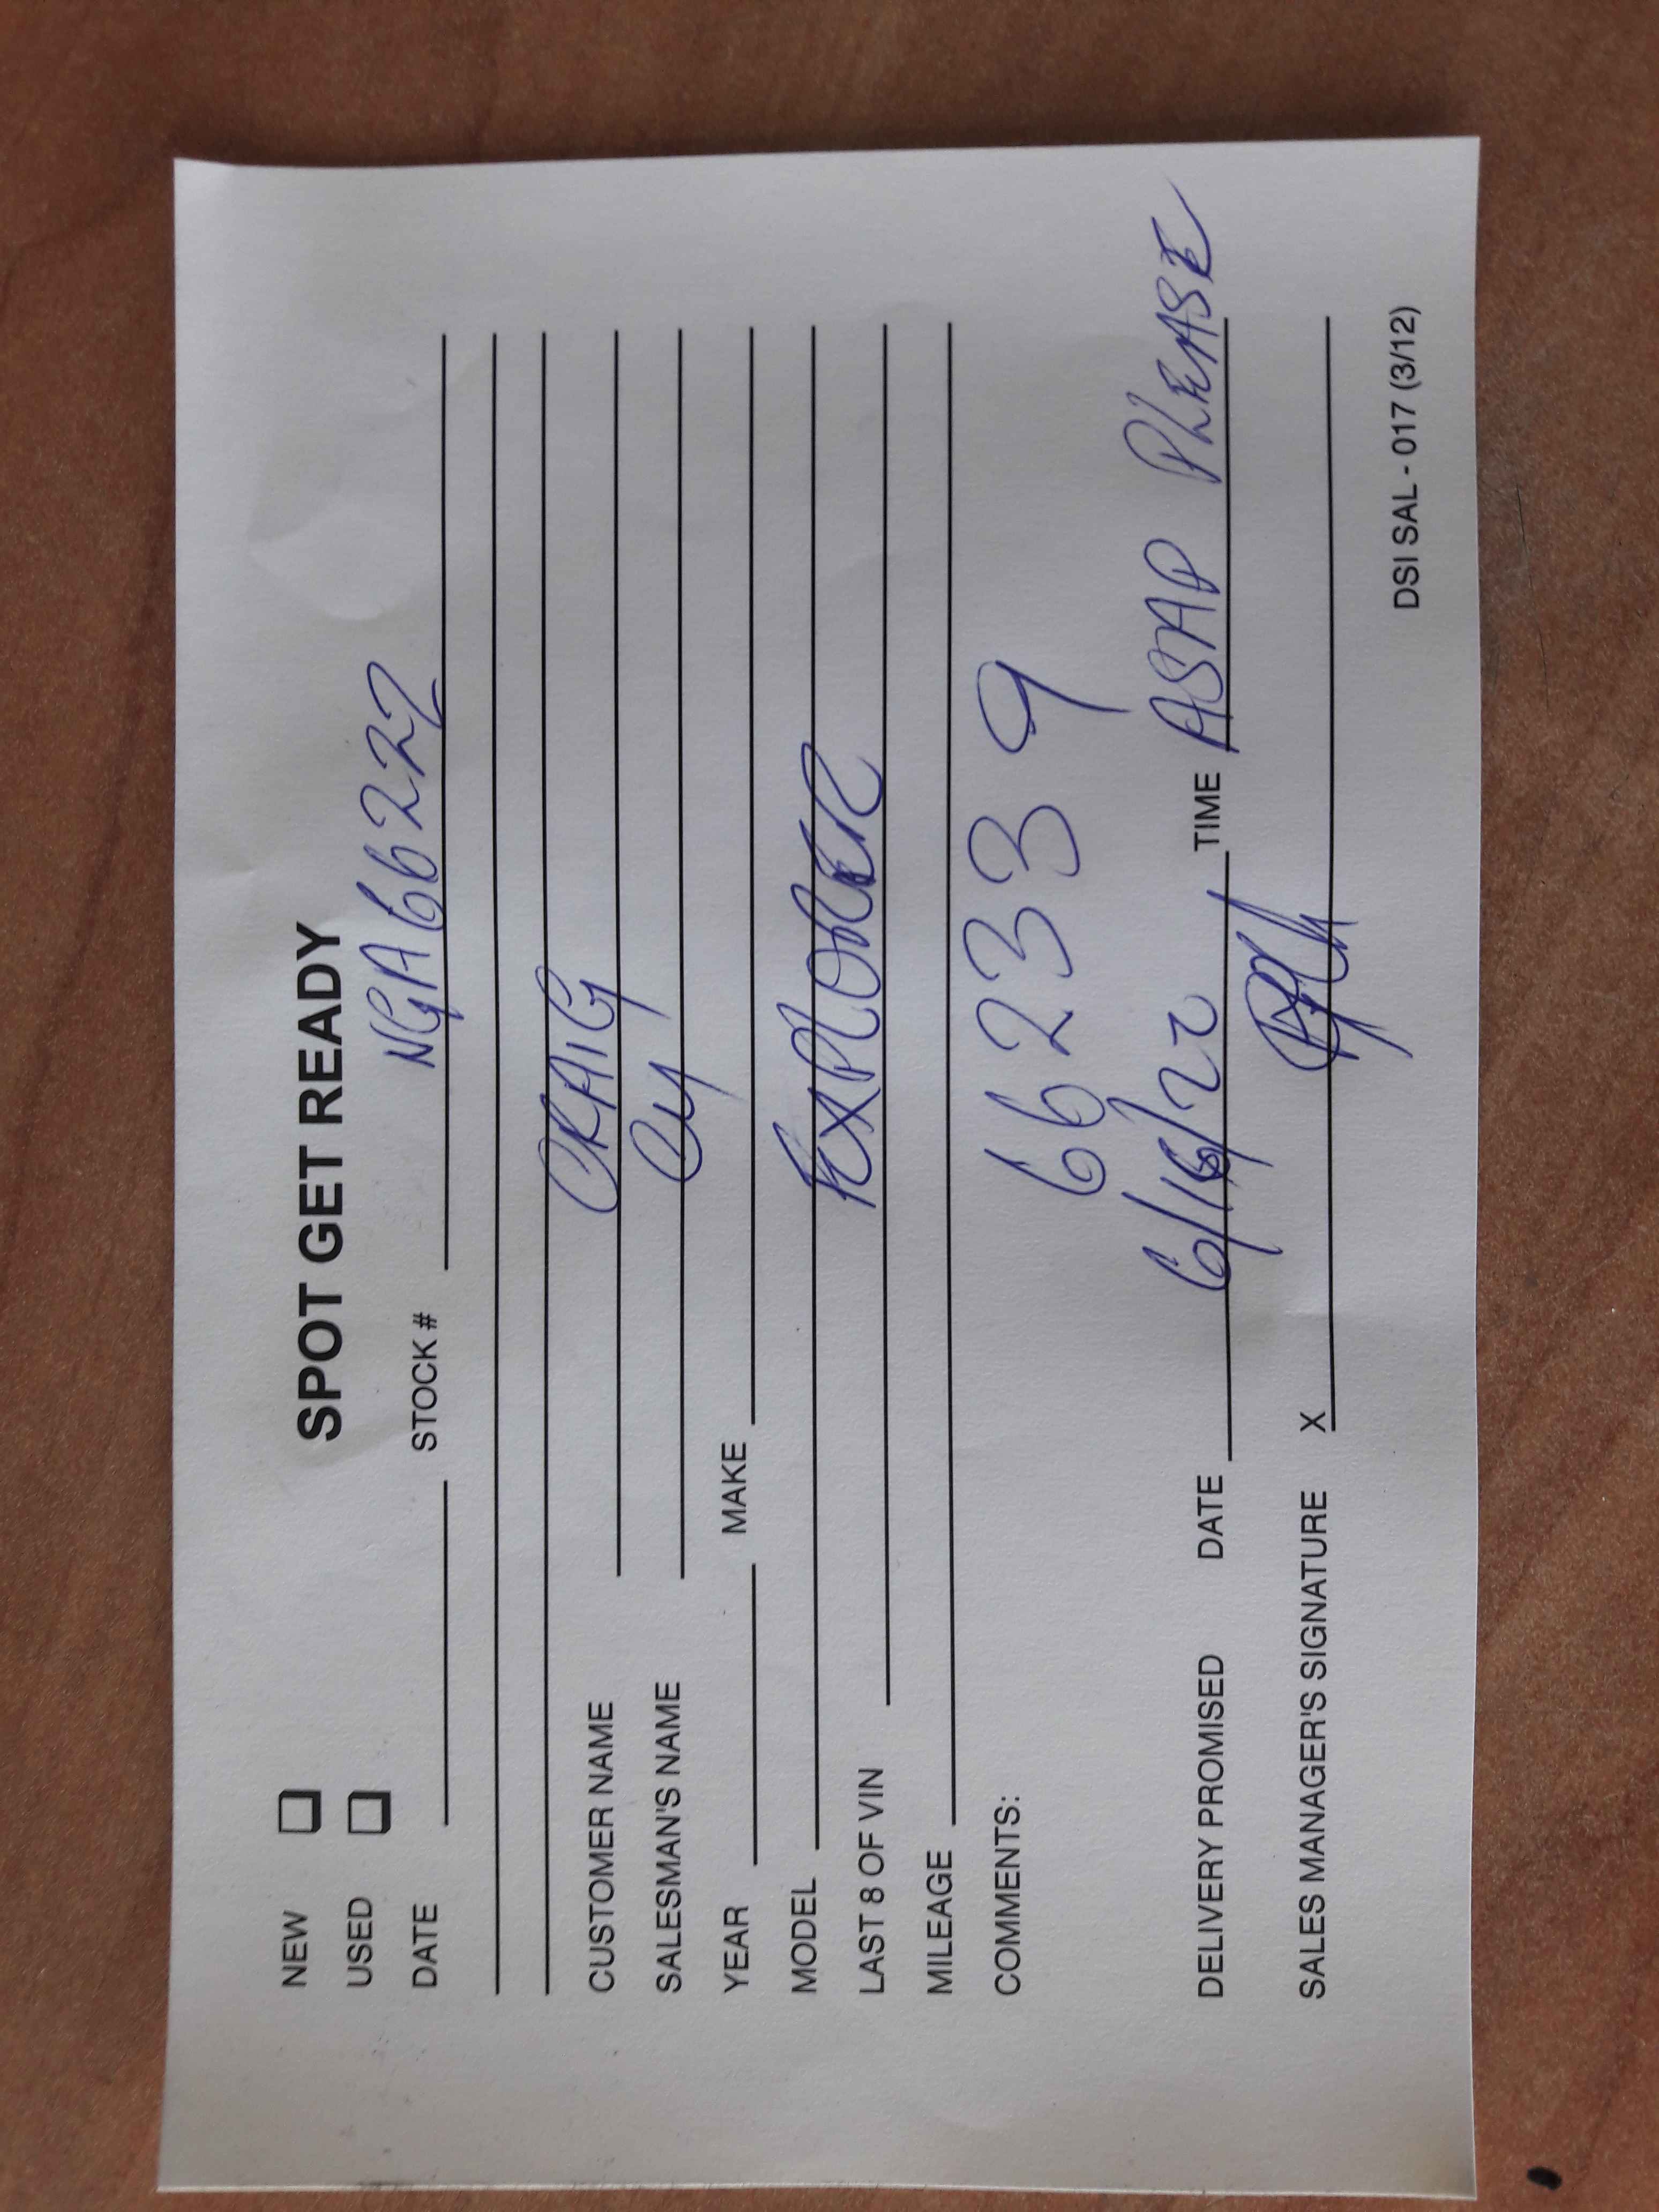 SPOT GET READY
NEW
USED
DATE STOCK # NGA66222
CUSTOMER NAME CRAIG
SALESMAN'S NAME
YEAR MAKE
MODEL EXPLORER
LAST 8 OF VIN
MILEAGE
COMMENTS: 66239
DELIVERY PROMISED DATE 6/16/22 TIME ASAP PLEASE
SALES MANAGER'S SIGNATURE X
DSI SAL - 017 (3/12)